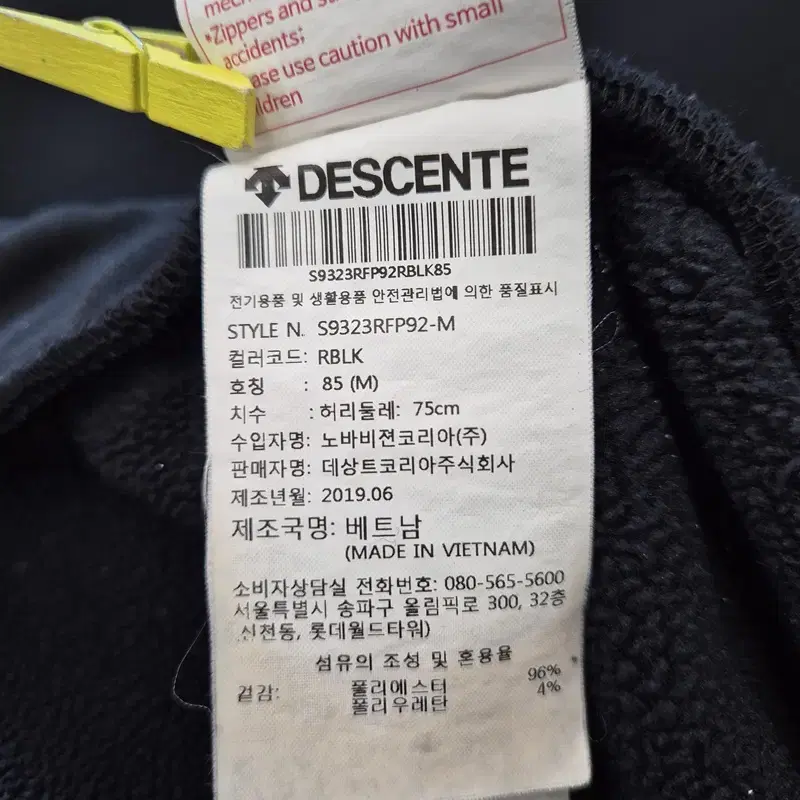 •Zippers and
accidents;
ase use caution with small
ldren
DESCENTE
S9323RFP92RBLK85
전기용품 및 생활용품 안전관리법에 의한 품질표시
STYLE N. S9323RFP92-M
컬러코드: RBLK
호칭 : 85 (M)
치수 : 허리둘레: 75cm
수입자명: 노바비젼코리아(주)
판매자명: 데상트코리아주식회사
제조년월: 2019.06
제조국명: 베트남
(MADE IN VIETNAM)
소비자상담실 전화번호: 080-565-5600
서울특별시 송파구 올림픽로 300, 32층
신천동, 롯데월드타워)
섬유의 조성 및 혼용율
겉감: 폴리에스터 96%
폴리우레탄 4%